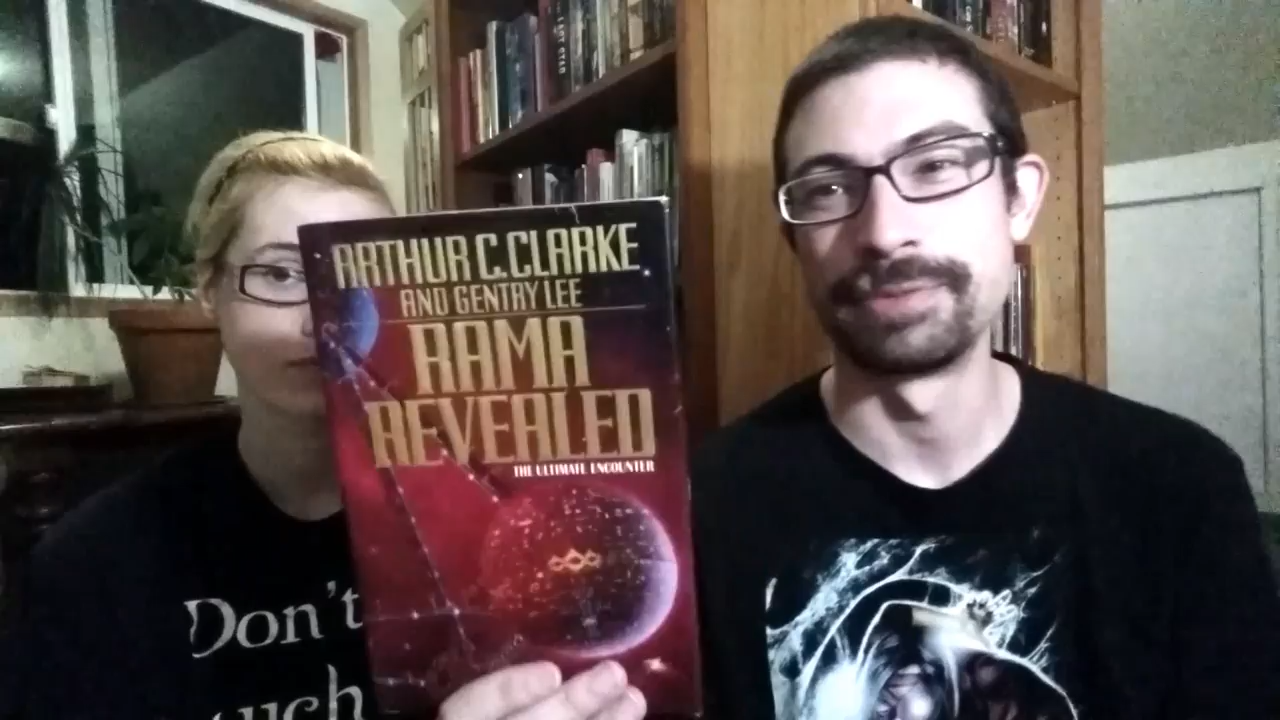 ARTHUR C. CLARKE
AND GENTRY LEE
RAMA
REVEALED
THE ULTIMATE ENCOUNTER
Don't